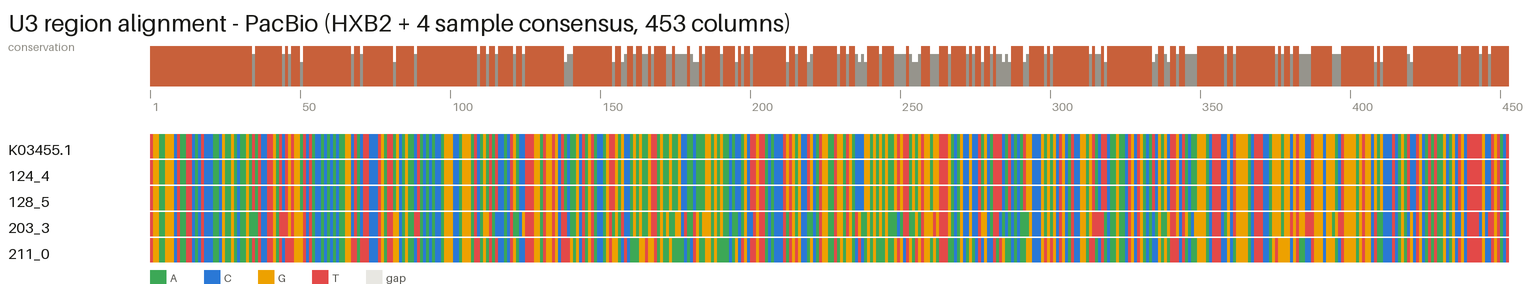 U3 region alignment - PacBio (HXB2 + 4 sample consensus, 453 columns)
conservation
1 50 100 150 200 250 300 350 400 450
K03455.1
124_4
128_5
203_3
211_0
A C G T gap